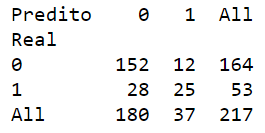 Predito 0 1 All
Real
0 152 12 164
1 28 25 53
All 180 37 217